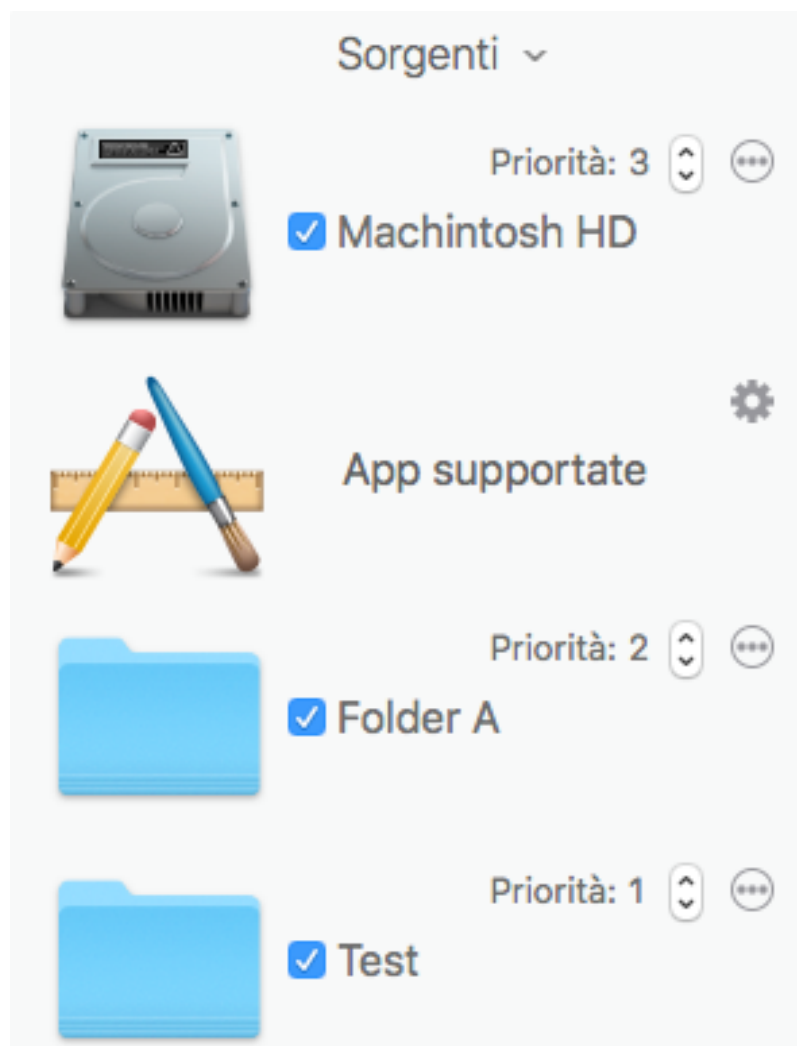 Sorgenti
Priorità: 3
Machintosh HD
App supportate
Priorità: 2
Folder A
Priorità: 1
Test